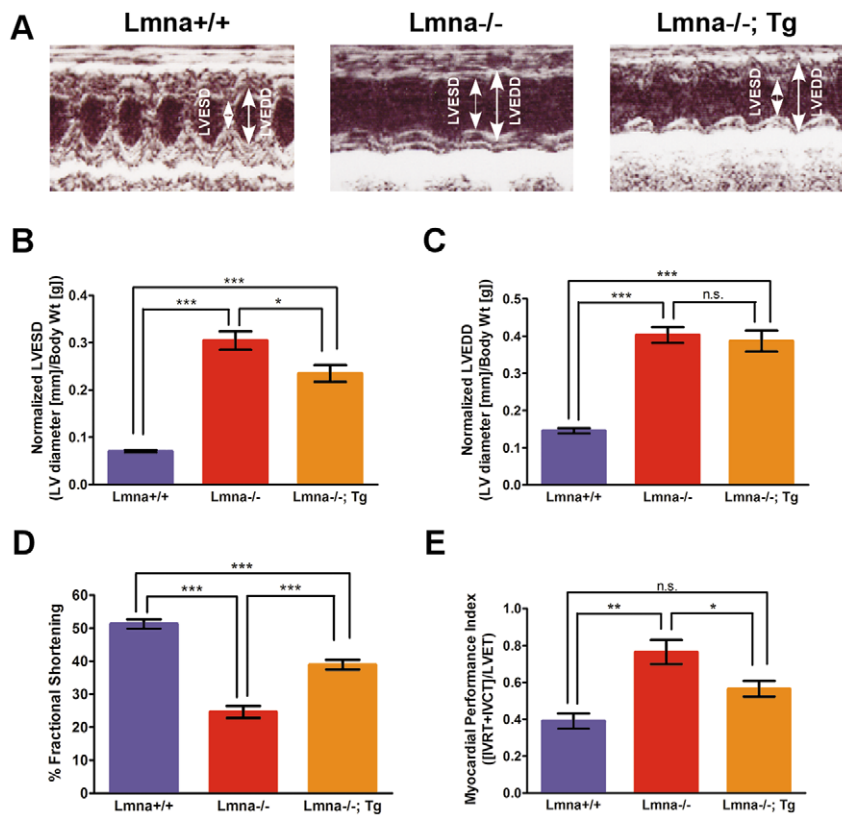 A
Lmna+/+
Lmna-/-
Lmna-/-; Tg
LVESD
LVEDD
LVESD
LVEDD
LVESD
LVEDD
B
Normalized LVESD
(LV diameter [mm]/Body Wt [g])
0.4
0.3
0.2
0.1
0.0
***
***
*
Lmna+/+
Lmna-/-
Lmna-/-; Tg
C
Normalized LVEDD
(LV diameter [mm]/Body Wt [g])
0.5
0.4
0.3
0.2
0.1
0.0
***
***
n.s.
Lmna+/+
Lmna-/-
Lmna-/-; Tg
D
% Fractional Shortening
60
50
40
30
20
10
0
***
***
***
Lmna+/+
Lmna-/-
Lmna-/-; Tg
E
Myocardial Performance Index
([IVRT+IVCT]/LVET)
1.0
0.8
0.6
0.4
0.2
0.0
n.s.
**
*
Lmna+/+
Lmna-/-
Lmna-/-; Tg